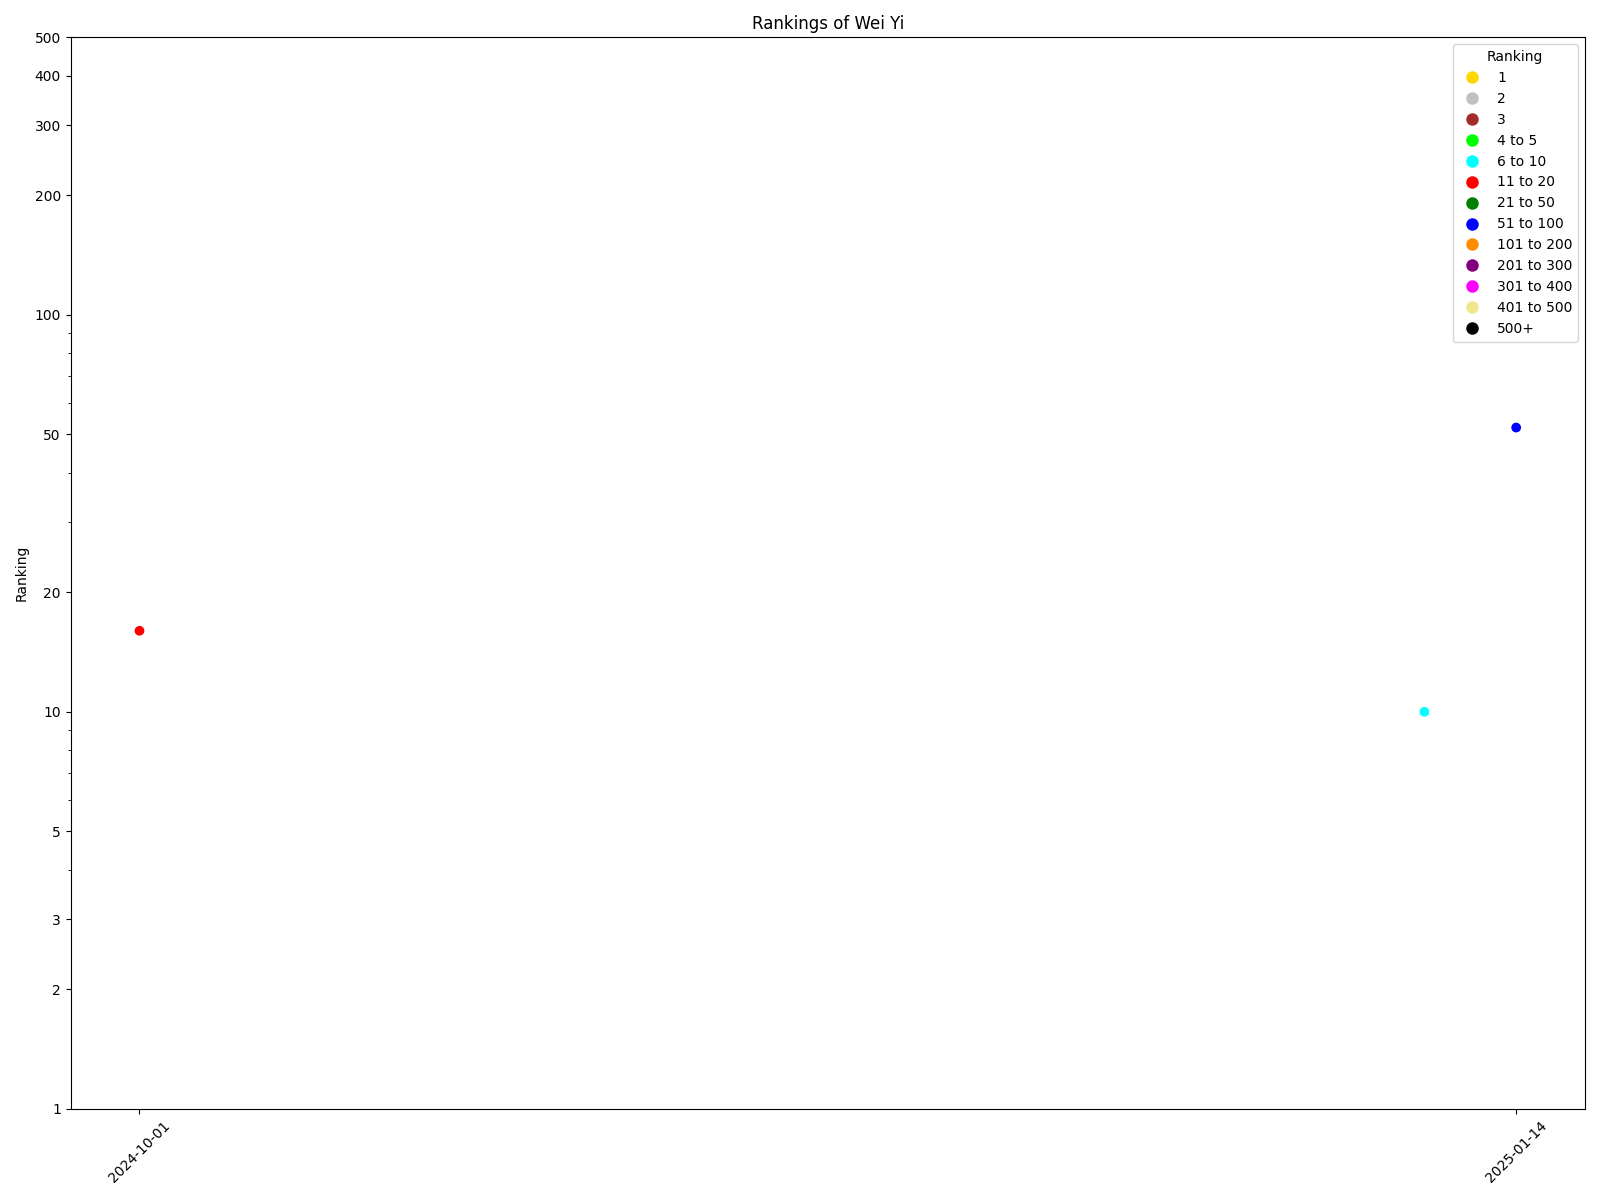 Rankings of Wei Yi
Ranking
500
400
300
200
100
50
20
10
5
3
2
1
Ranking
1
2
3
4 to 5
6 to 10
11 to 20
21 to 50
51 to 100
101 to 200
201 to 300
301 to 400
401 to 500
500+
2024-10-01
2025-01-14